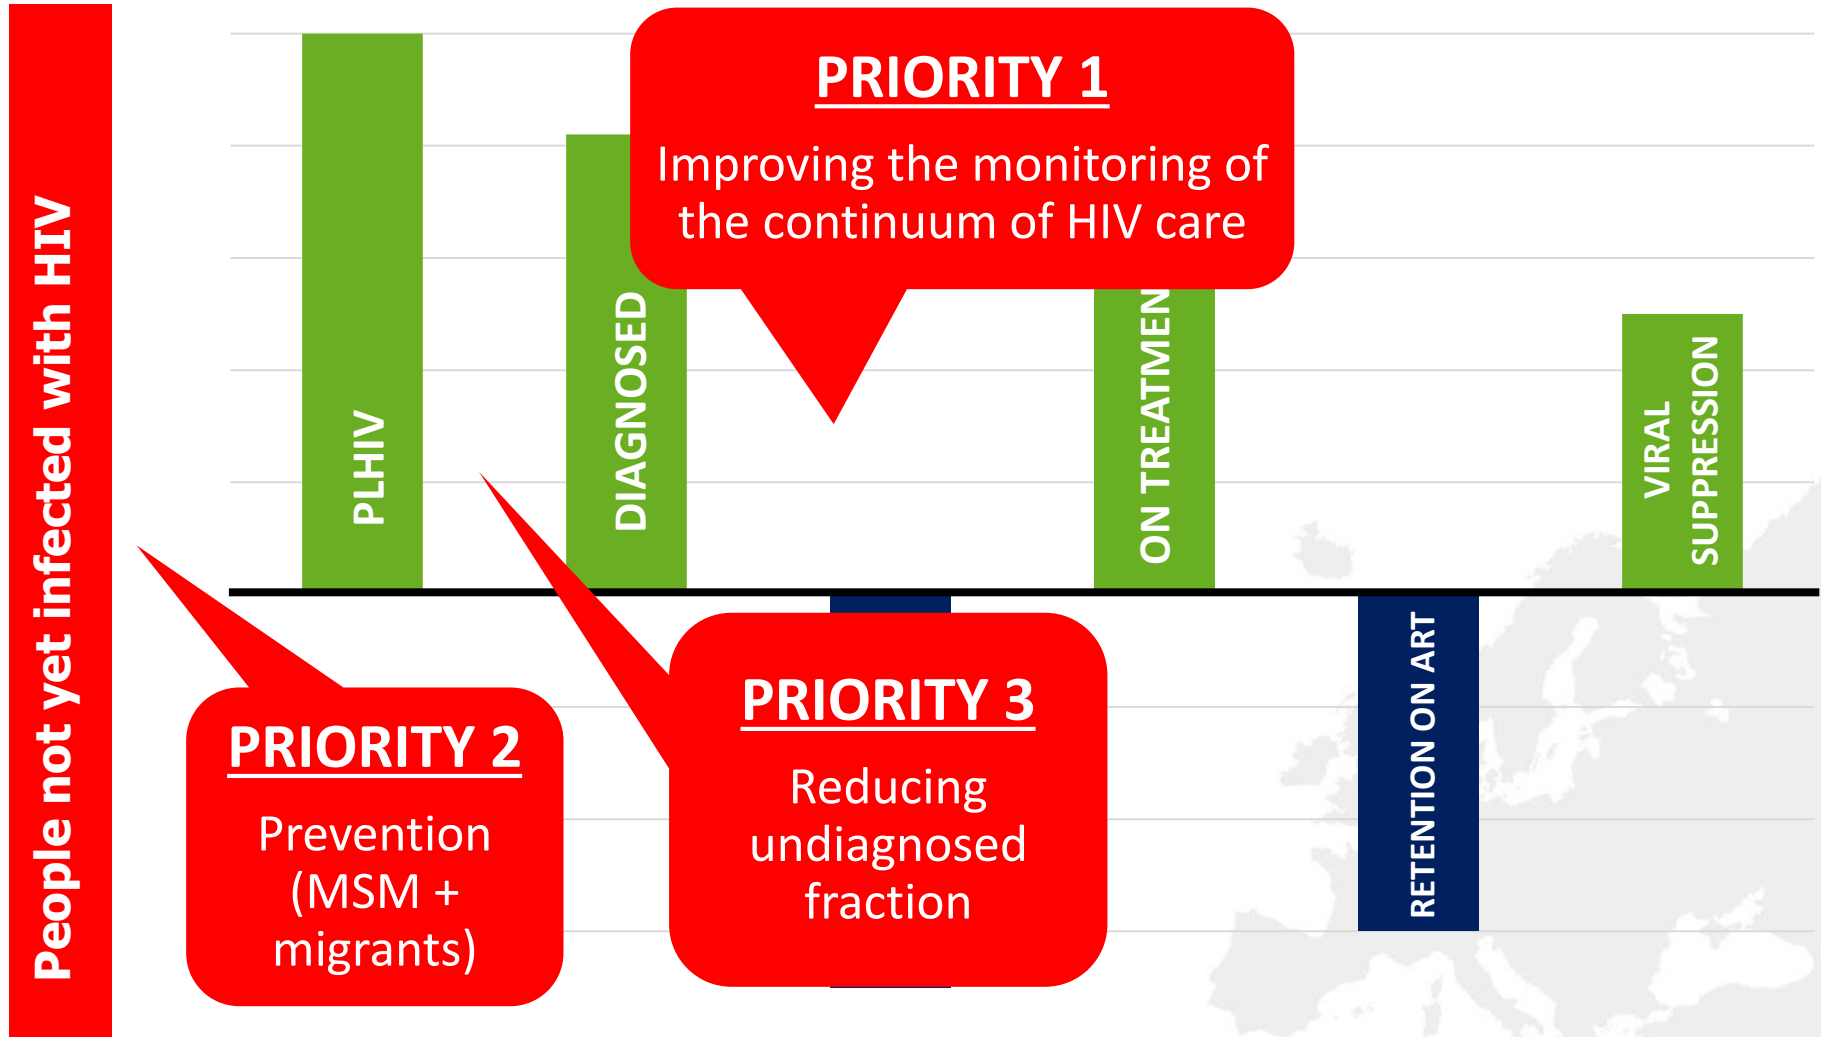 People not yet infected with HIV
PLHIV
DIAGNOSED
PRIORITY 1
Improving the monitoring of
the continuum of HIV care
ON TREATMEN
VIRAL
SUPPRESSION
PRIORITY 2
Prevention
(MSM +
migrants)
PRIORITY 3
Reducing
undiagnosed
fraction
RETENTION ON ART